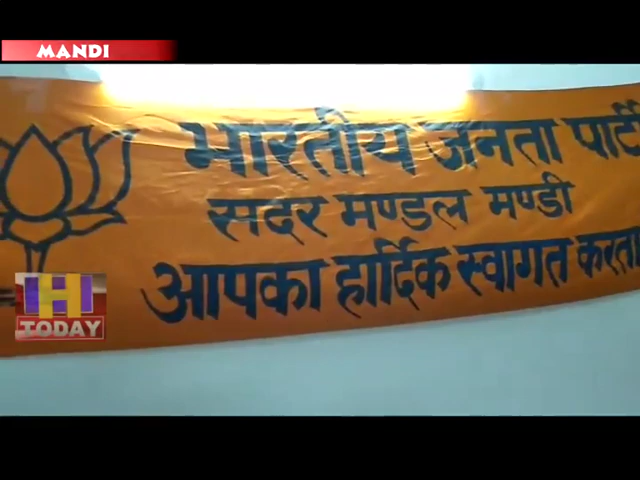 MANDI
भारतीय जनता पार्टी
सदर मण्डल मण्डी
आपका हार्दिक स्वागत करता
HI
TODAY